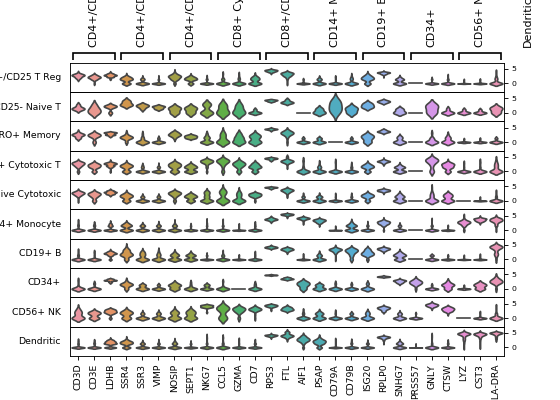 CD4+/CD
CD4+/CD
CD4+/CD
CD8+ Cy
CD8+/CD
CD14+ M
CD19+ B
CD34+
CD56+ N
Dendritic
/CD25 T Reg
CD25- Naive T
RO+ Memory
+ Cytotoxic T
ive Cytotoxic
4+ Monocyte
CD19+ B
CD34+
CD56+ NK
Dendritic
5
0
5
0
5
0
5
0
5
0
5
0
5
0
5
0
5
0
5
0
CD3D
CD3E
LDHB
SSR4
SSR3
VIMP
NOSIP
SEPT1
NKG7
CCL5
GZMA
CD7
RPS3
FTL
AIF1
PSAP
CD79A
CD79B
ISG20
RPLP0
SNHG7
PRSS57
GNLY
CTSW
LYZ
CST3
LA-DRA